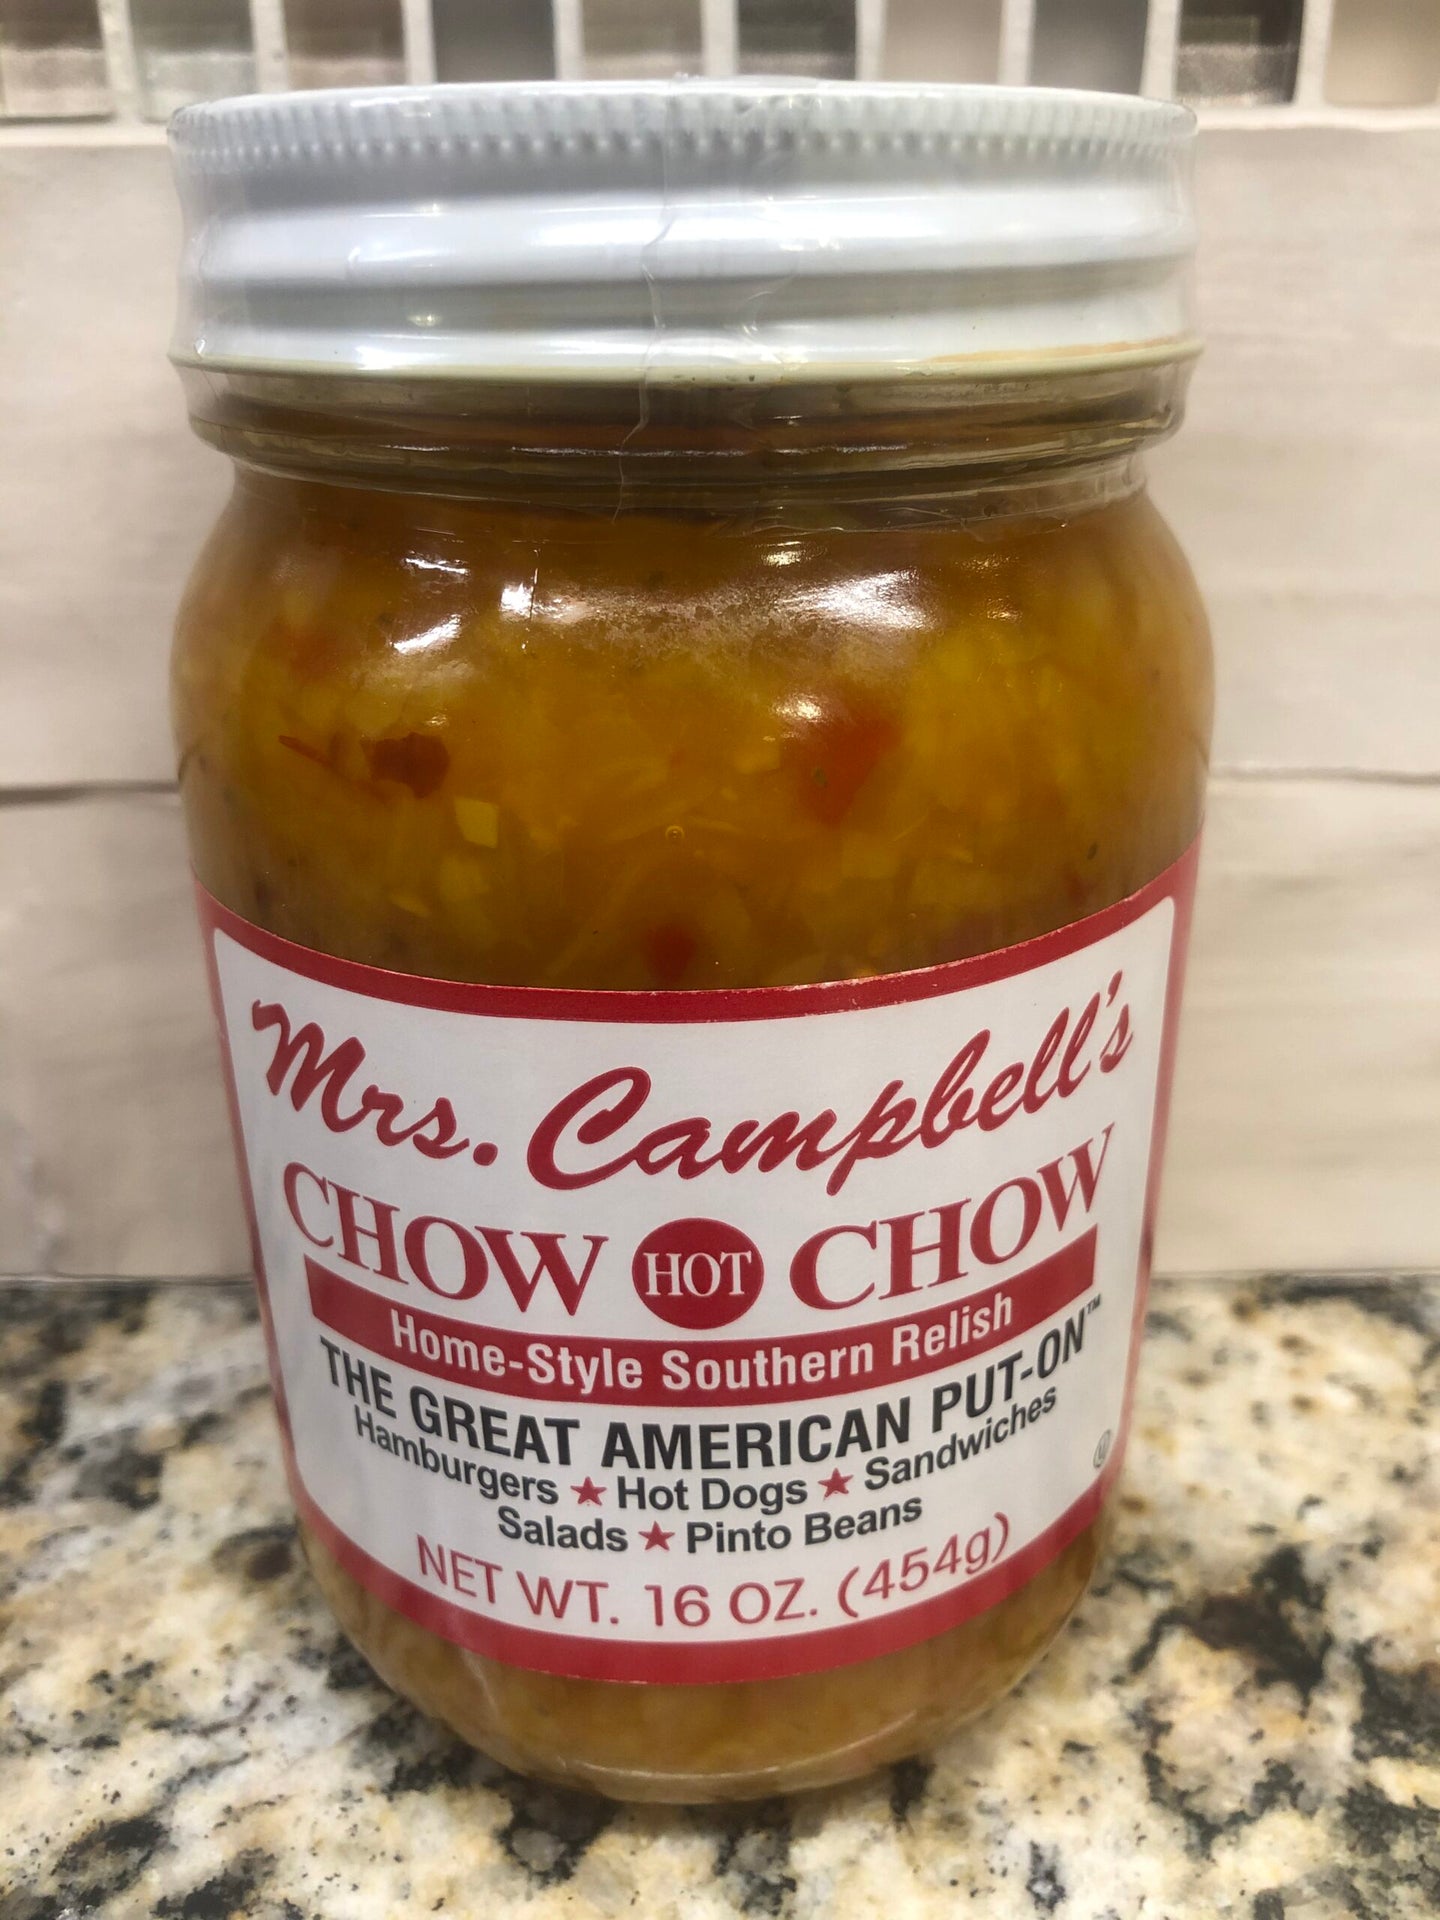 Mrs. Campbell's
CHOW HOT CHOW
Home-Style Southern Relish
THE GREAT AMERICAN PUT-ON™
Hamburgers ★ Hot Dogs ★ Sandwiches
Salads ★ Pinto Beans
U
NET WT. 16 OZ. (454g)